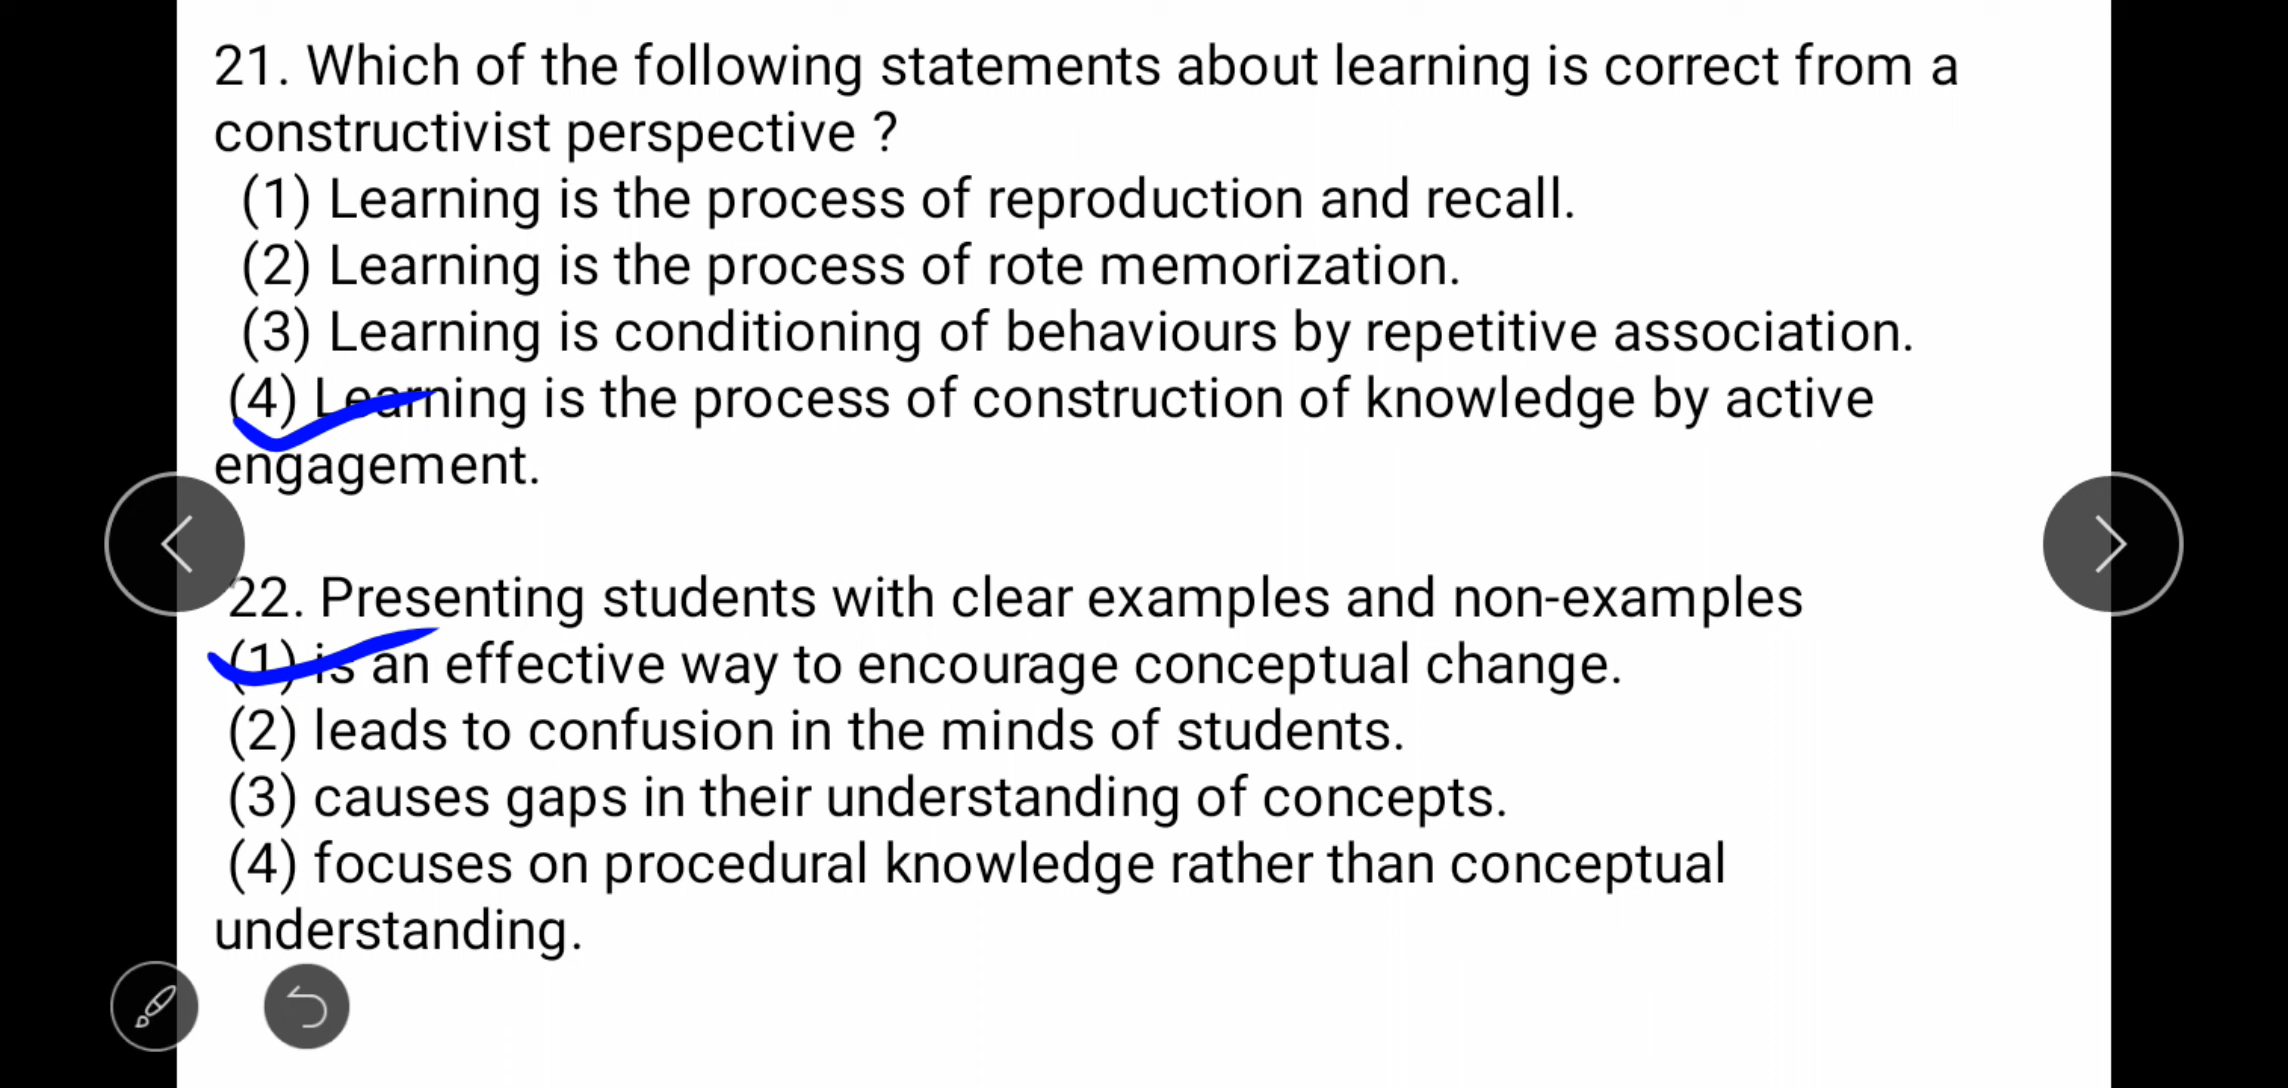 21. Which of the following statements about learning is correct from a
constructivist perspective ?
(1) Learning is the process of reproduction and recall.
(2) Learning is the process of rote memorization.
(3) Learning is conditioning of behaviours by repetitive association.
(4) Learning is the process of construction of knowledge by active
engagement.
22. Presenting students with clear examples and non-examples
(1) is an effective way to encourage conceptual change.
(2) leads to confusion in the minds of students.
(3) causes gaps in their understanding of concepts.
(4) focuses on procedural knowledge rather than conceptual
understanding.